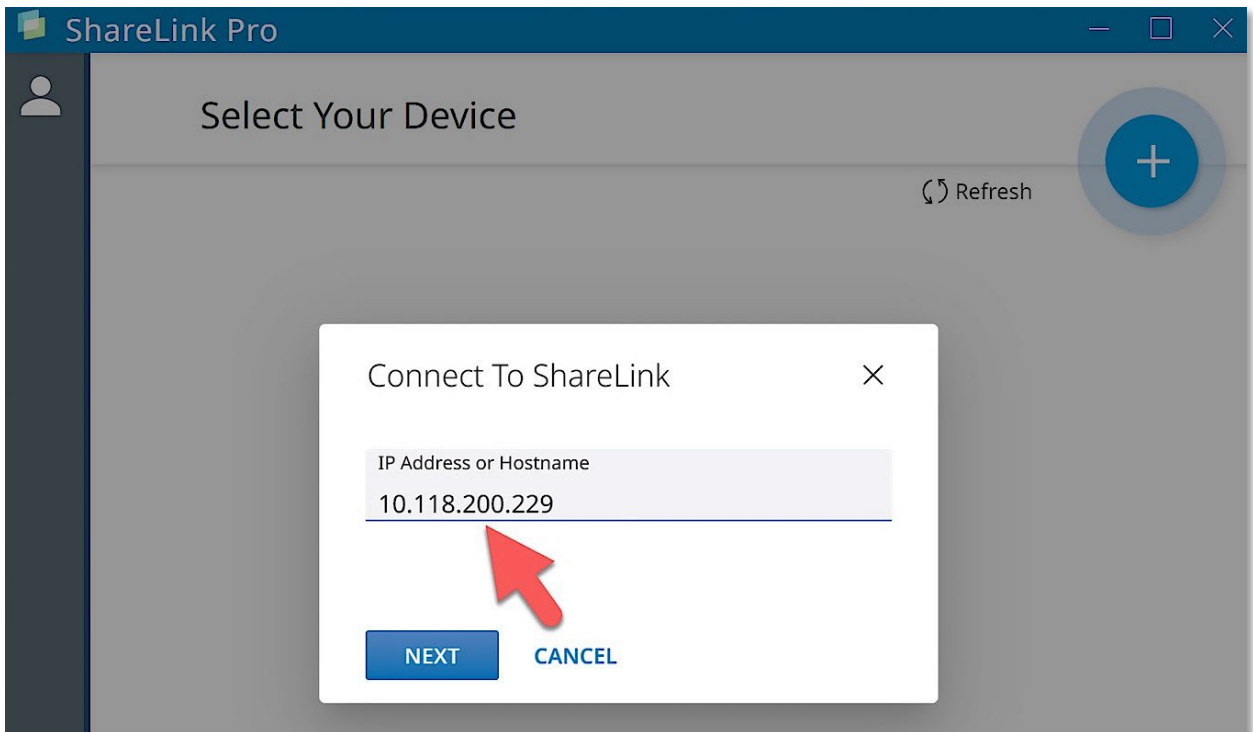 ShareLink Pro
Select Your Device
Refresh
Connect To ShareLink
IP Address or Hostname
10.118.200.229
NEXT CANCEL